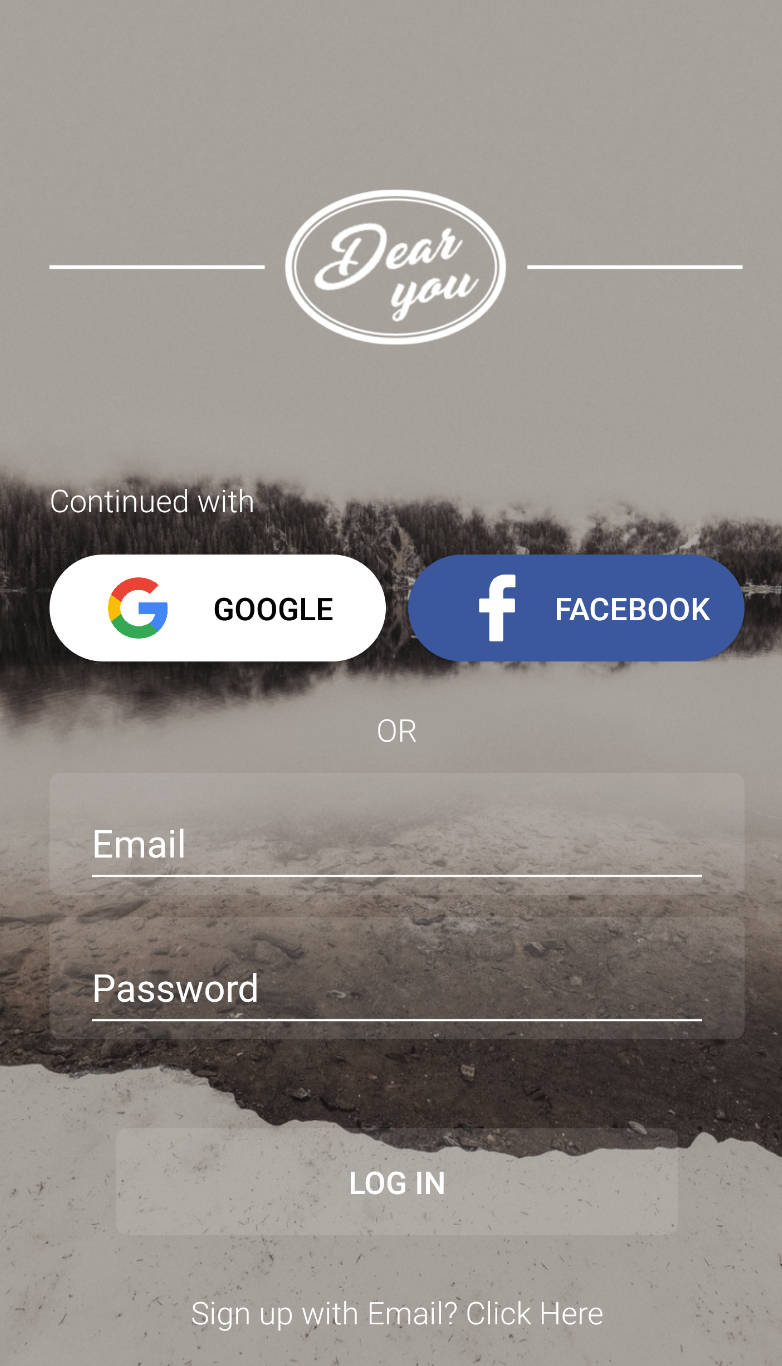 Dear
you
Continued with
GOOGLE
FACEBOOK
OR
Email
Password
LOG IN
Sign up with Email? Click Here